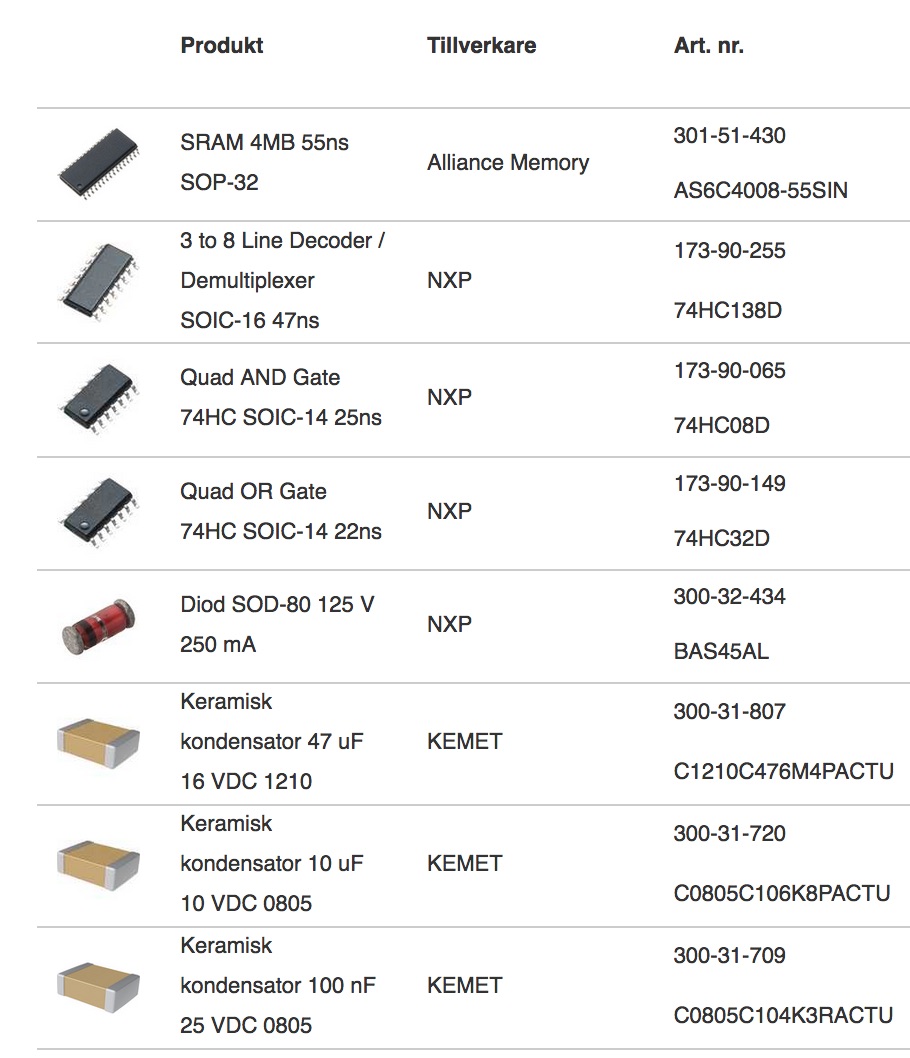 Produkt Tillverkare Art. nr.
SRAM 4MB 55ns
SOP-32
Alliance Memory
301-51-430
AS6C4008-55SIN
3 to 8 Line Decoder /
Demultiplexer
SOIC-16 47ns
NXP
173-90-255
74HC138D
Quad AND Gate
74HC SOIC-14 25ns
NXP
173-90-065
74HC08D
Quad OR Gate
74HC SOIC-14 22ns
NXP
173-90-149
74HC32D
Diod SOD-80 125 V
250 mA
NXP
300-32-434
BAS45AL
Keramisk
kondensator 47 uF
16 VDC 1210
KEMET
300-31-807
C1210C476M4PACTU
Keramisk
kondensator 10 uF
10 VDC 0805
KEMET
300-31-720
C0805C106K8PACTU
Keramisk
kondensator 100 nF
25 VDC 0805
KEMET
300-31-709
C0805C104K3RACTU